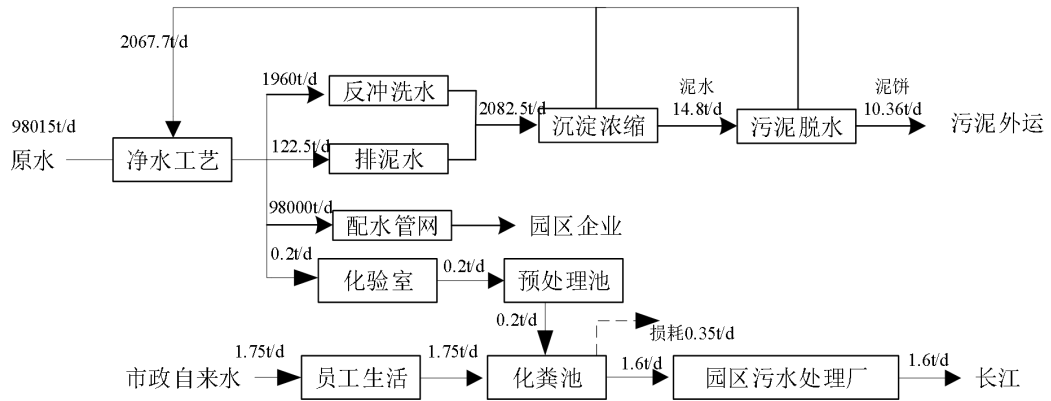 2067.7t/d
1960t/d
反冲洗水
泥水
泥饼
98015t/d
2082.5t/d
沉淀浓缩
14.8t/d
污泥脱水
10.36t/d
污泥外运
原水
净水工艺
122.5t/d
排泥水
98000t/d
配水管网
园区企业
0.2t/d
化验室
0.2t/d
预处理池
0.2t/d
损耗0.35t/d
市政自来水
1.75t/d
员工生活
1.75t/d
化粪池
1.6t/d
园区污水处理厂
1.6t/d
长江